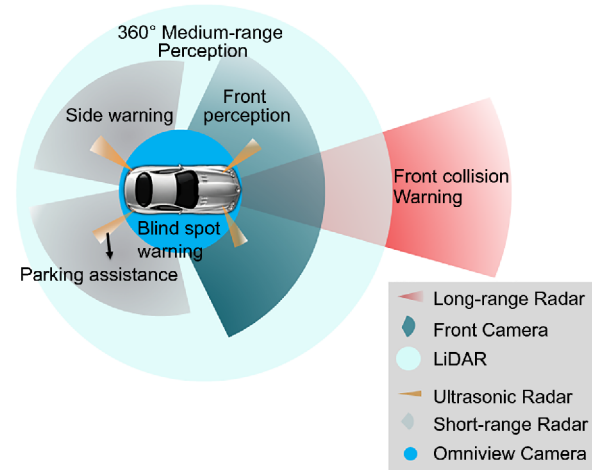 360° Medium-range
Perception
Side warning
Front
perception
Front collision
Warning
Blind spot
warning
Parking assistance
Long-range Radar
Front Camera
LiDAR
Ultrasonic Radar
Short-range Radar
Omniview Camera